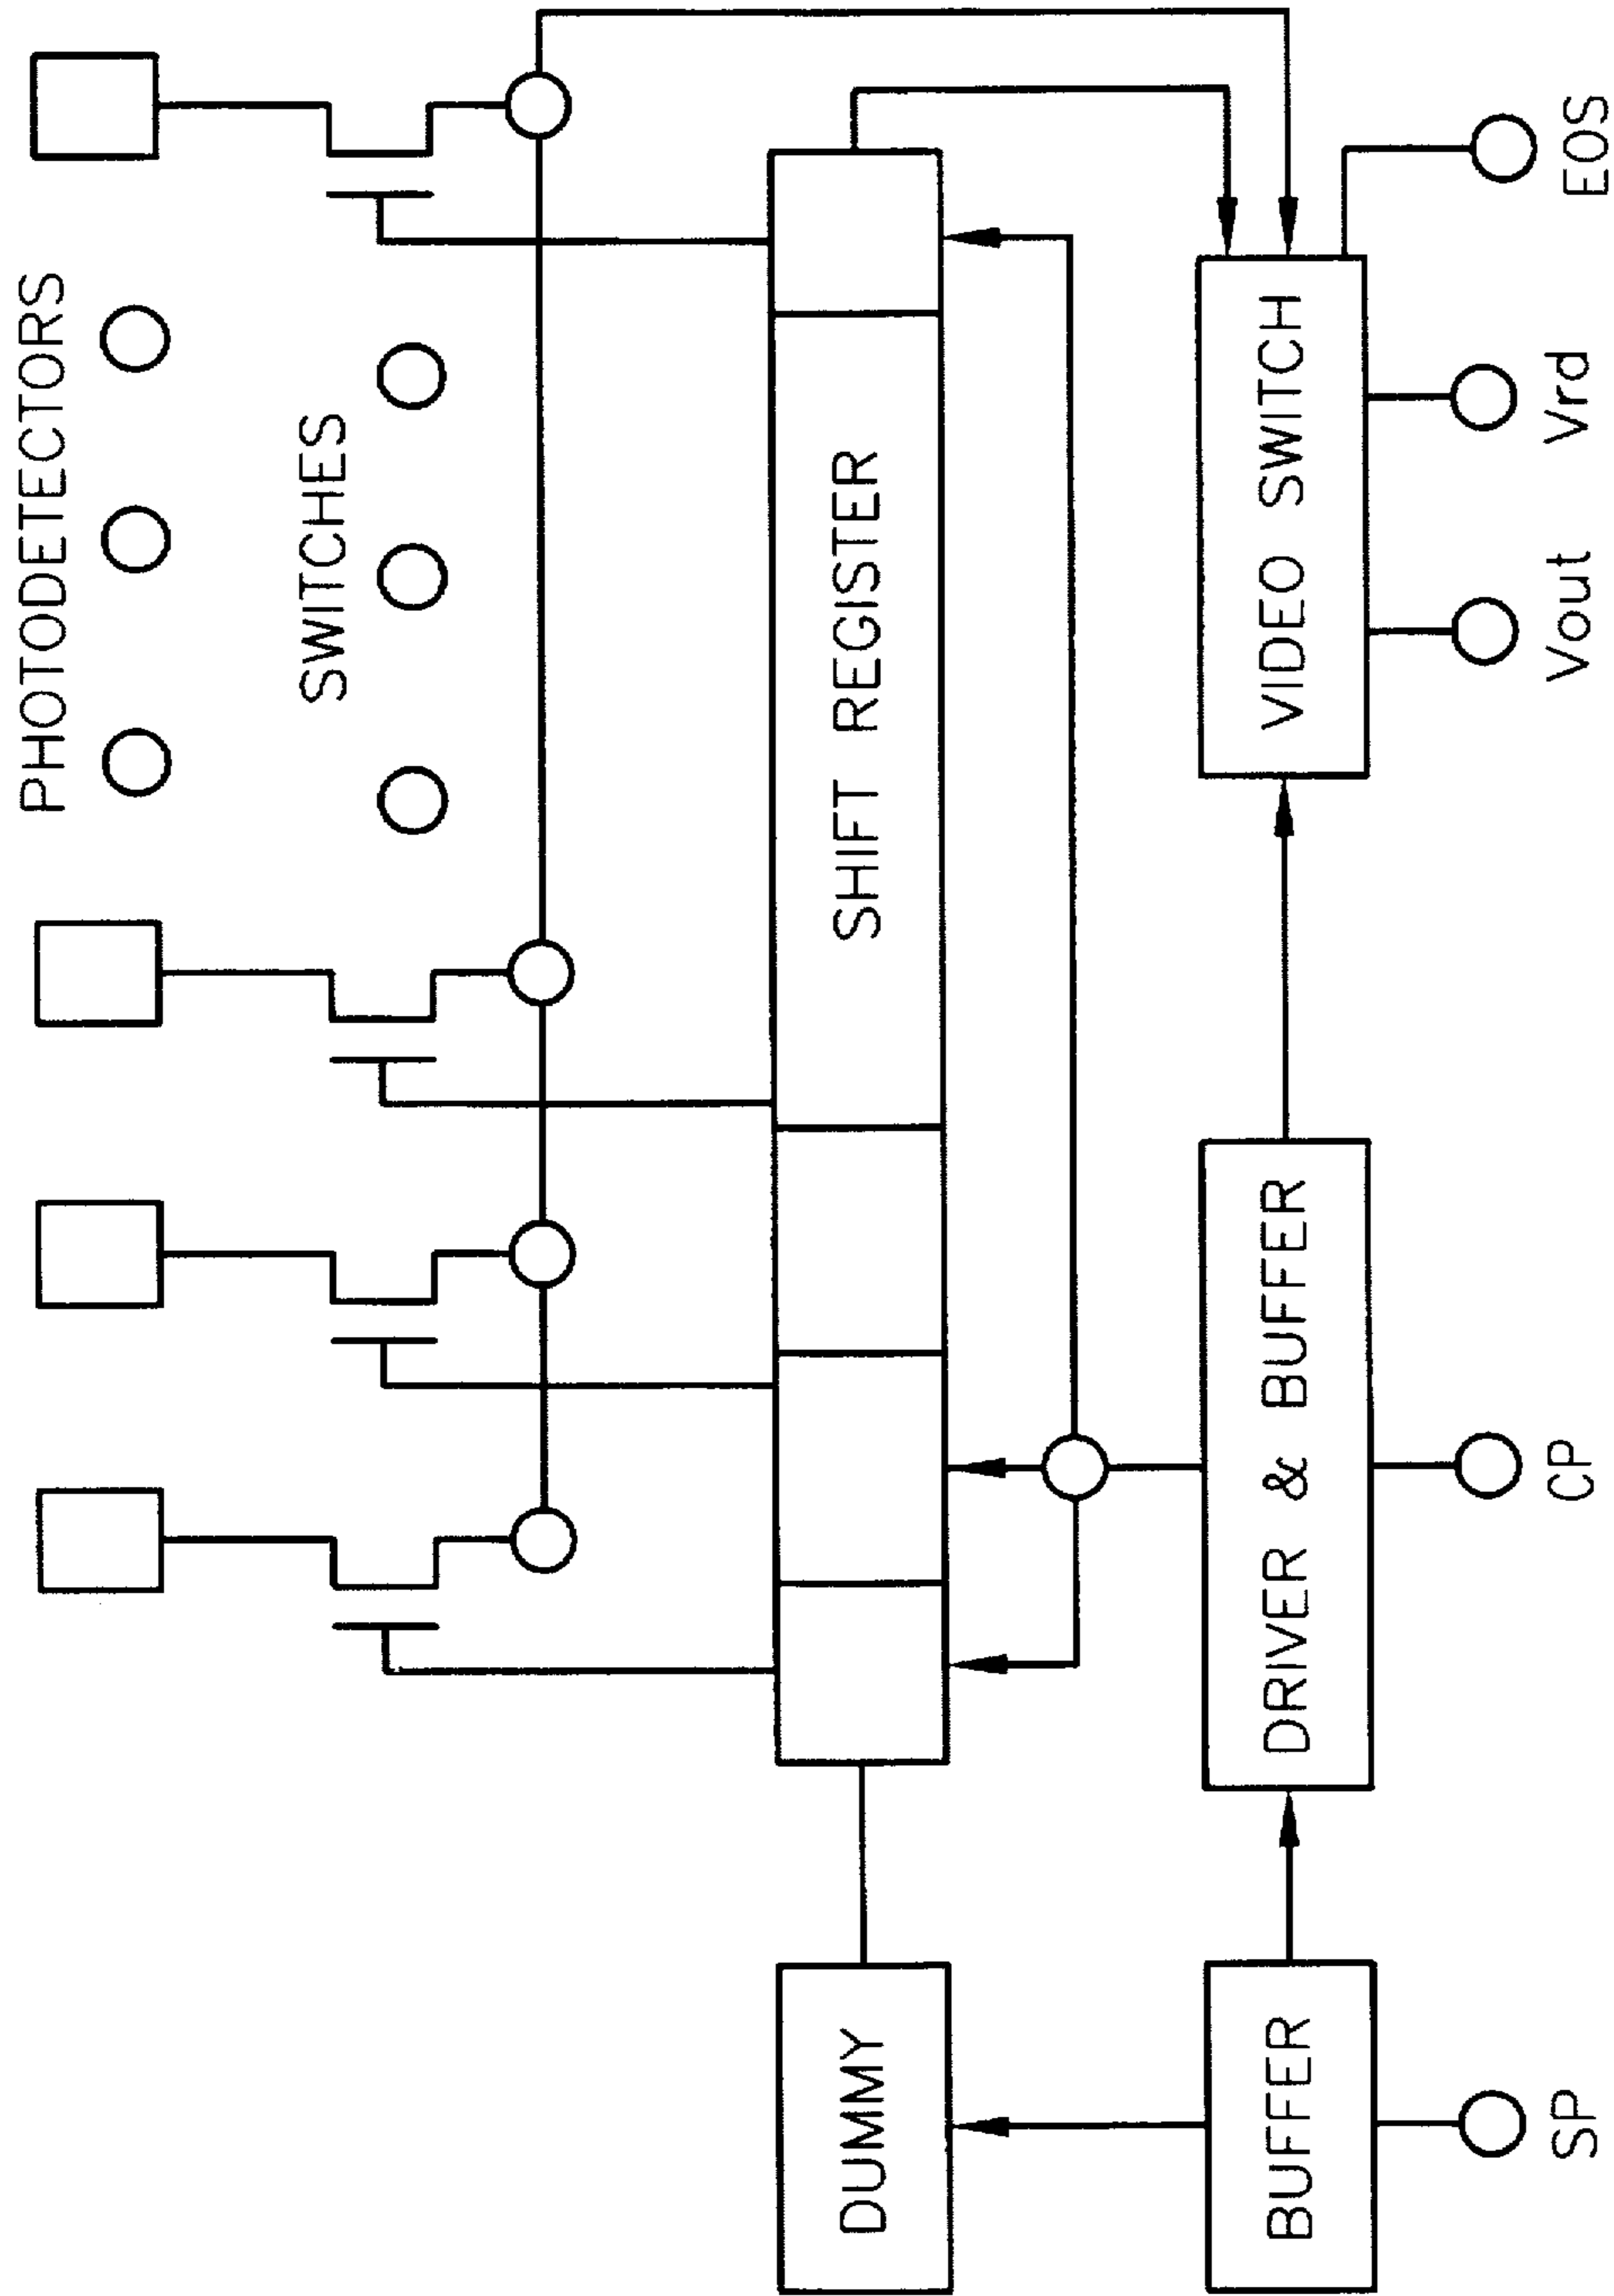 PHOTODETECTORS
SWITCHES
SHIFT REGISTER
DUMMY
BUFFER
DRIVER & BUFFER
VIDEO SWITCH
SP
CP
Vout
Vrd
EOS